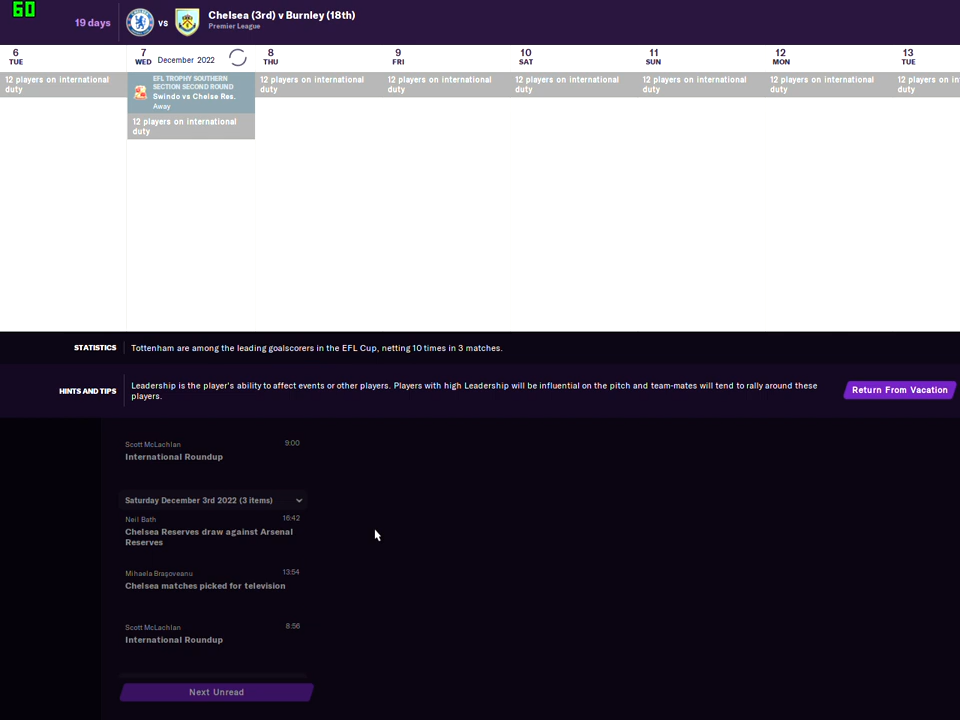 60
19 days
vs
Chelsea (3rd) v Burnley (18th)
Premier League
6
TUE
7
WED
December 2022
8
THU
9
FRI
10
SAT
11
SUN
12
MON
13
TUE
12 players on international
duty
EFL TROPHY SOUTHERN
SECTION SECOND ROUND
Swindo vs Chelse Res.
Away
12 players on international
duty
12 players on international
duty
12 players on international
duty
12 players on international
duty
12 players on international
duty
12 players on international
duty
12 players on in
duty
STATISTICS
Tottenham are among the leading goalscorers in the EFL Cup, netting 10 times in 3 matches.
HINTS AND TIPS
Leadership is the player's ability to affect events or other players. Players with high Leadership will be influential on the pitch and team-mates will tend to rally around these
players.
Return From Vacation
Scott McLachlan
9:00
International Roundup
Saturday December 3rd 2022 (3 items)
Neil Bath
16:42
Chelsea Reserves draw against Arsenal
Reserves
Mihaela Braşoveanu
13:54
Chelsea matches picked for television
Scott McLachlan
8:56
International Roundup
Next Unread